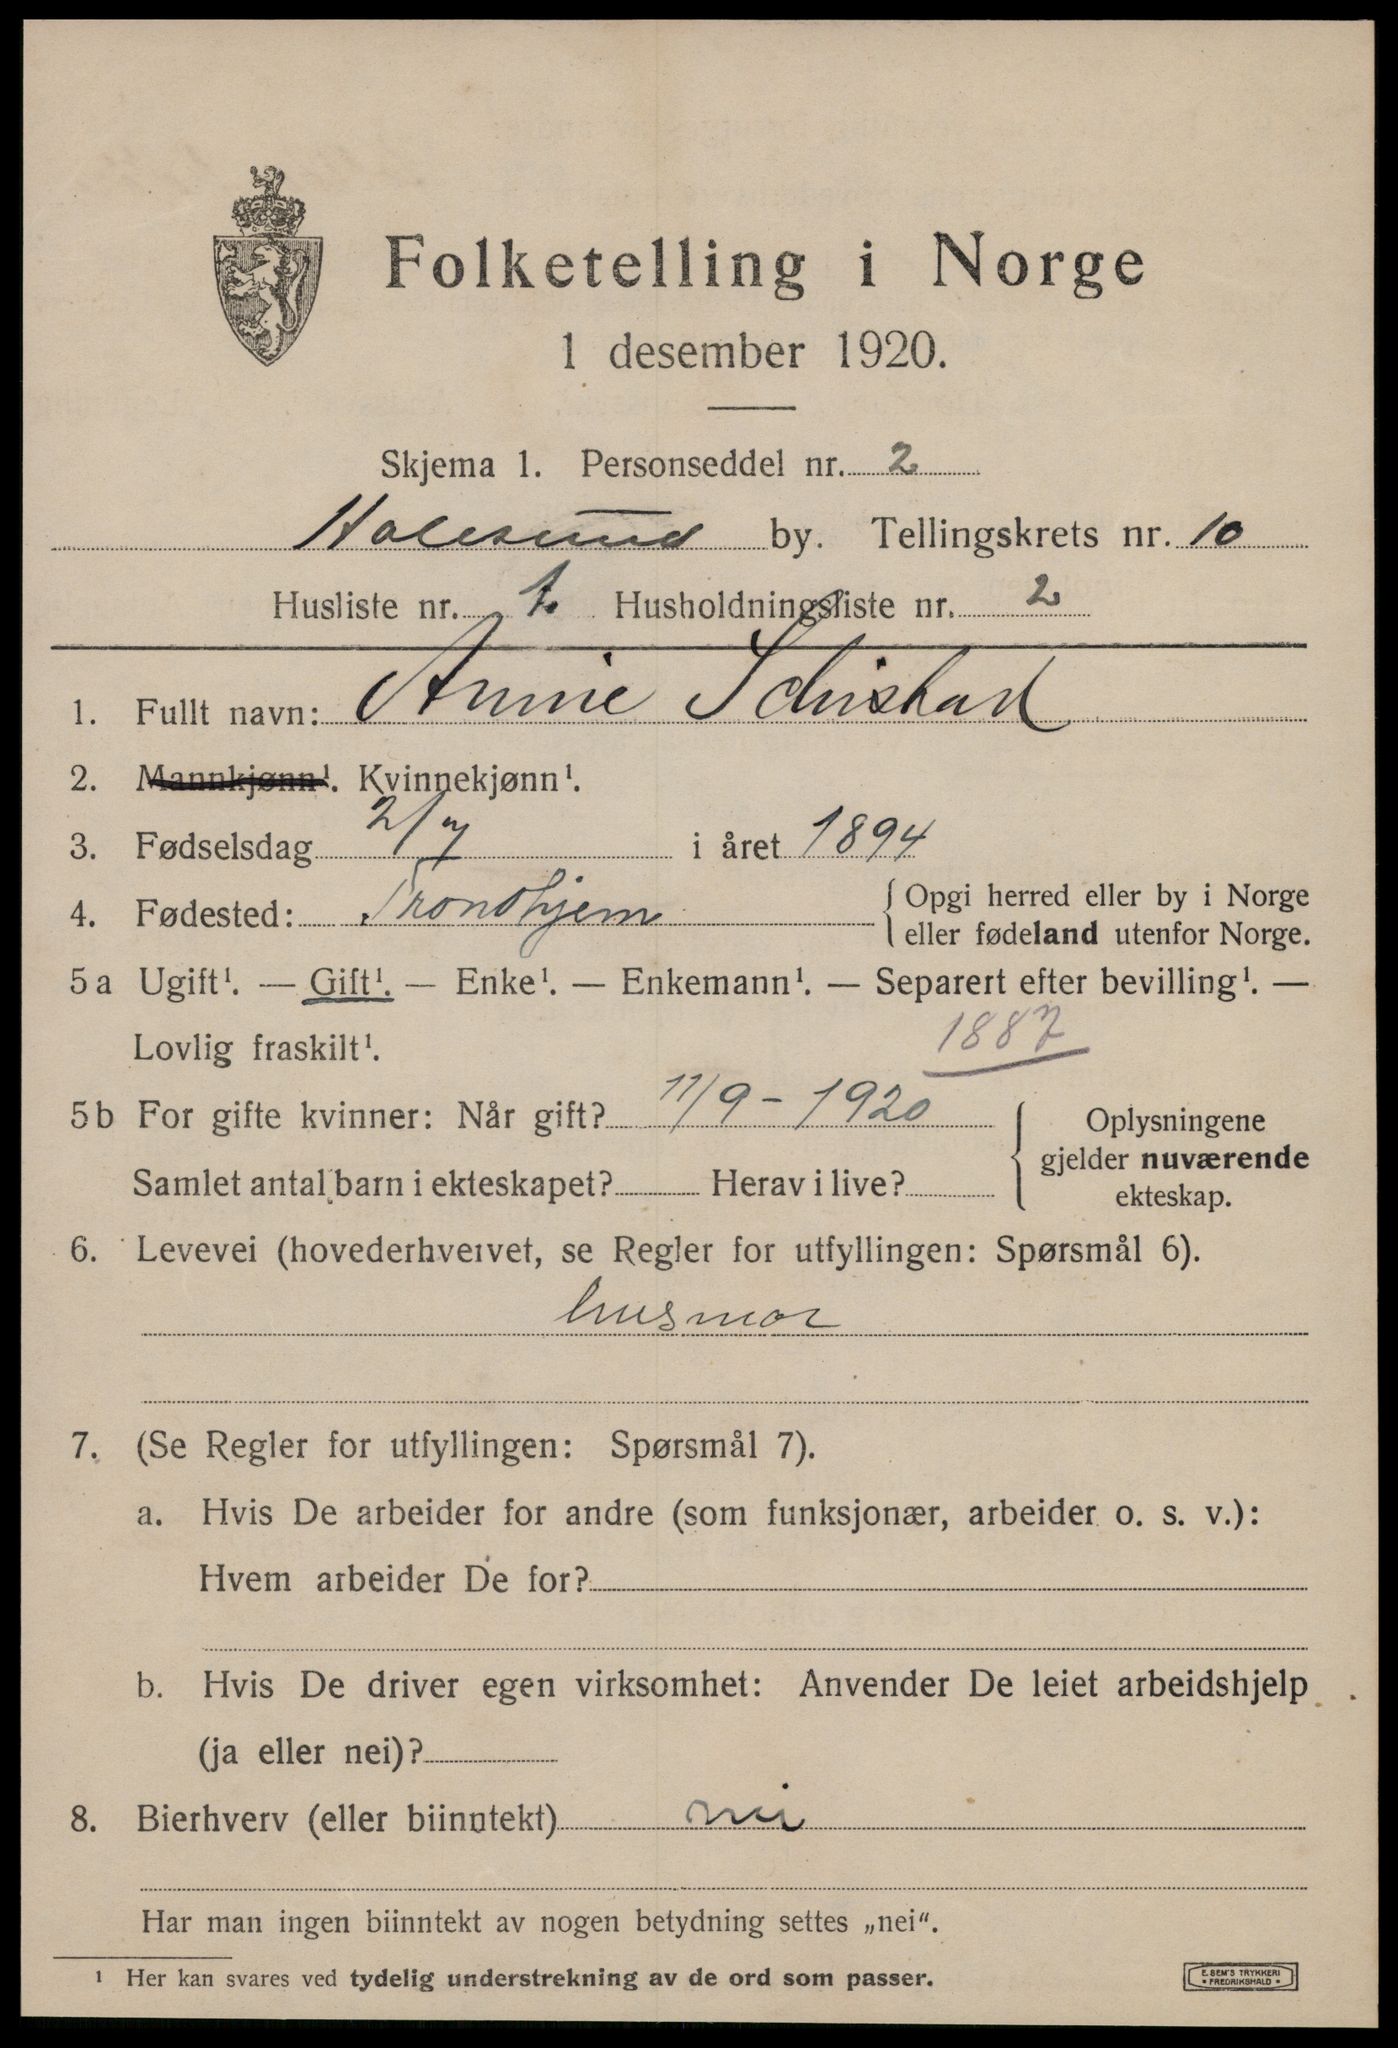 Folketelling i Norge
1 desember 1920.
Skjema 1. Personseddel nr. 2
Aalesund by. Tellingskrets nr. 10
Husliste nr. 1. Husholdningsliste nr. 2
1. Fullt navn: Annie Schistad
2. Mannkjønn¹. Kvinnekjønn¹.
3. Fødselsdag 2/7 i året 1894
4. Fødested: Trondhjem { Opgi herred eller by i Norge
eller fødeland utenfor Norge.
5 a Ugift¹. — Gift¹. — Enke¹. — Enkemann¹. — Separert efter bevilling¹. —
Lovlig fraskilt¹. 1887
5 b For gifte kvinner: Når gift? 11/9 - 1920
Samlet antal barn i ekteskapet? Herav i live?
{ Oplysningene
gjelder nuværende
ekteskap.
6. Levevei (hovederhvervet, se Regler for utfyllingen: Spørsmål 6).
husmor
7. (Se Regler for utfyllingen: Spørsmål 7).
a. Hvis De arbeider for andre (som funksjonær, arbeider o. s. v.):
Hvem arbeider De for?
b. Hvis De driver egen virksomhet: Anvender De leiet arbeidshjelp
(ja eller nei)?
8. Bierhverv (eller biinntekt) nei
Har man ingen biinntekt av nogen betydning settes „nei“.
¹ Her kan svares ved tydelig understrekning av de ord som passer.
E. SEM'S TRYKKERI
• FREDRIKSHALD •